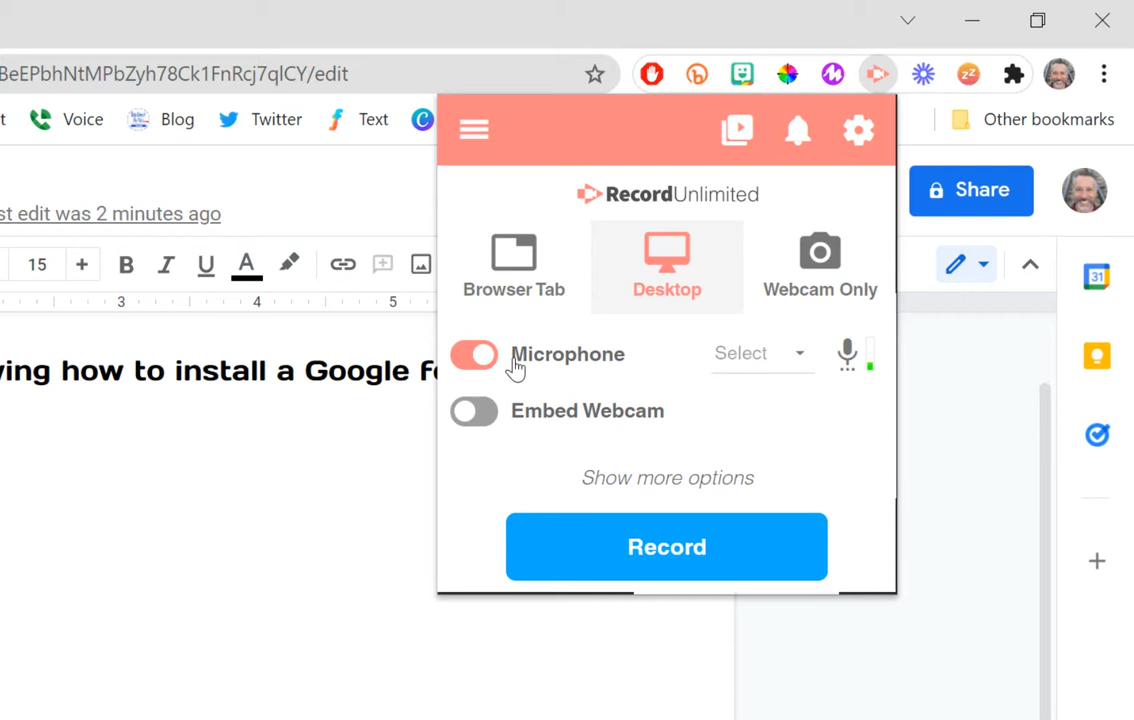 BeEPbhNtMPbZyh78Ck1FnRcj7qlCY/edit
zz
t
Voice
Blog
Twitter
Text
Other bookmarks
RecordUnlimited
Share
st edit was 2 minutes ago
15
B
I
U
A
Browser Tab
Desktop
Webcam Only
31
3
4
5
Microphone
Select
ving how to install a Google fo
Embed Webcam
Show more options
Record